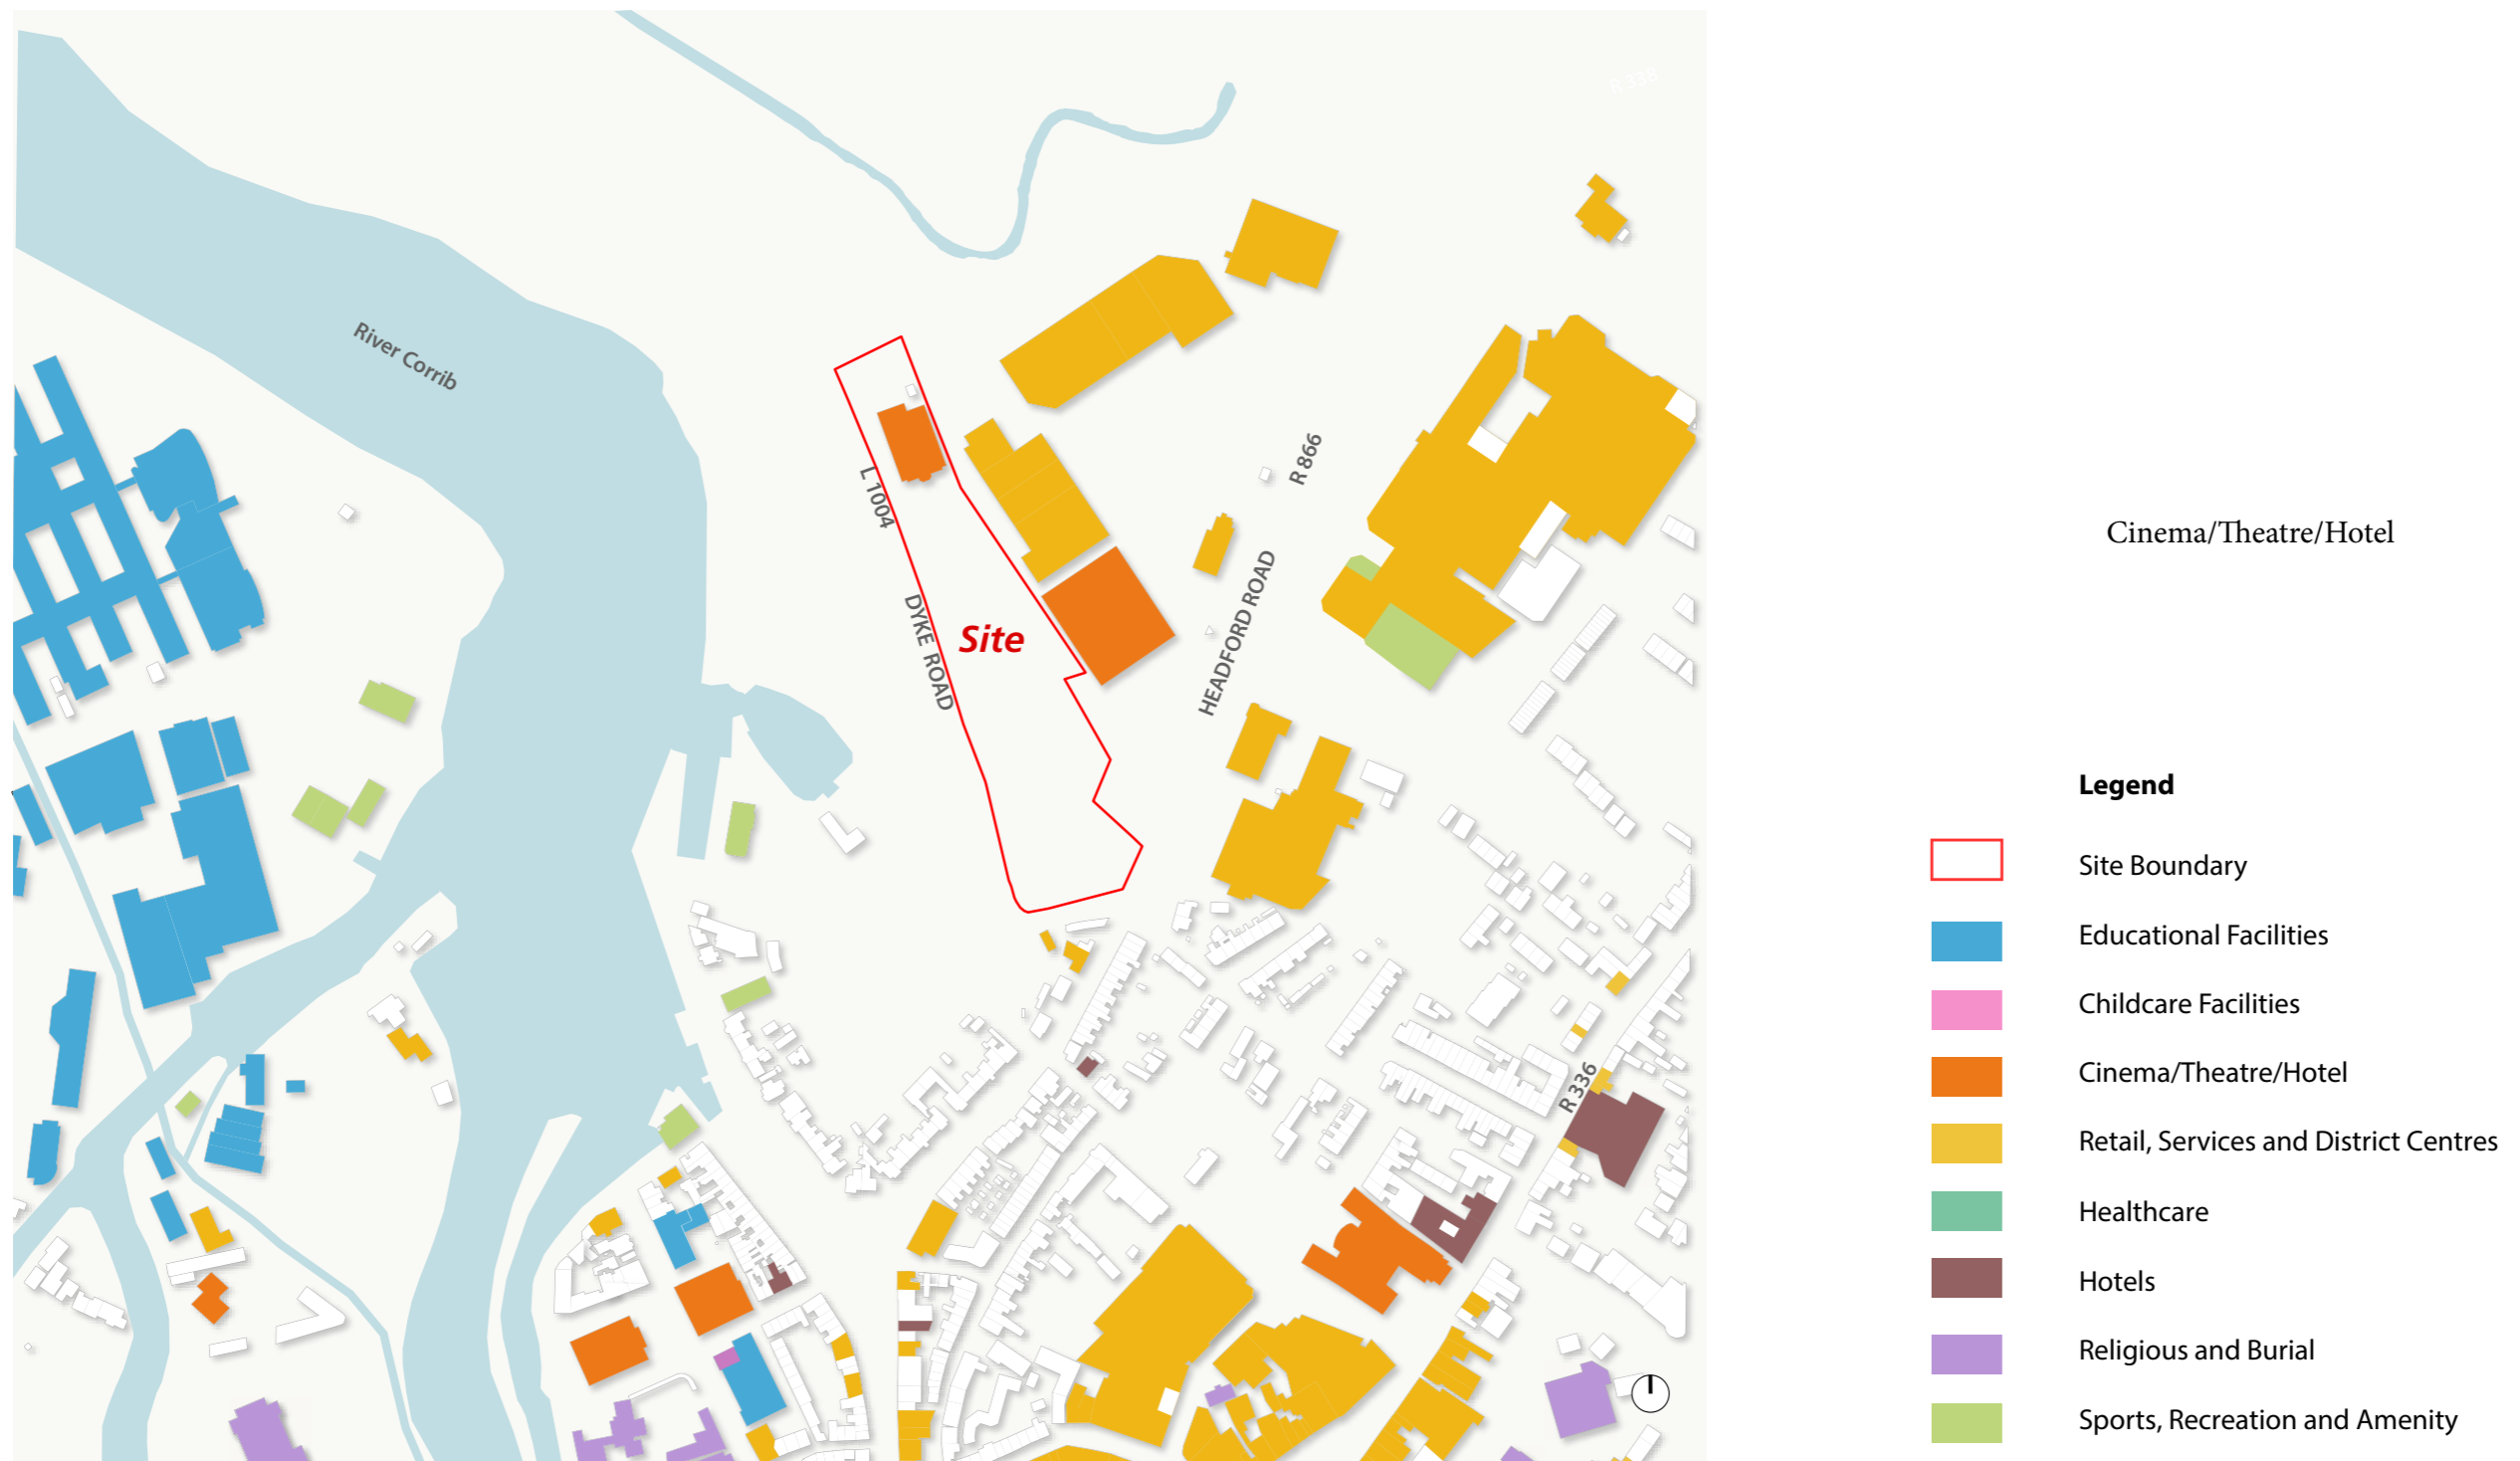 R 338
River Corrib
R 866
L 1004
Cinema/Theatre/Hotel
HEADFORD ROAD
DYKE ROAD
Site
R 336
Legend
Site Boundary
Educational Facilities
Childcare Facilities
Cinema/Theatre/Hotel
Retail, Services and District Centres
Healthcare
Hotels
Religious and Burial
Sports, Recreation and Amenity